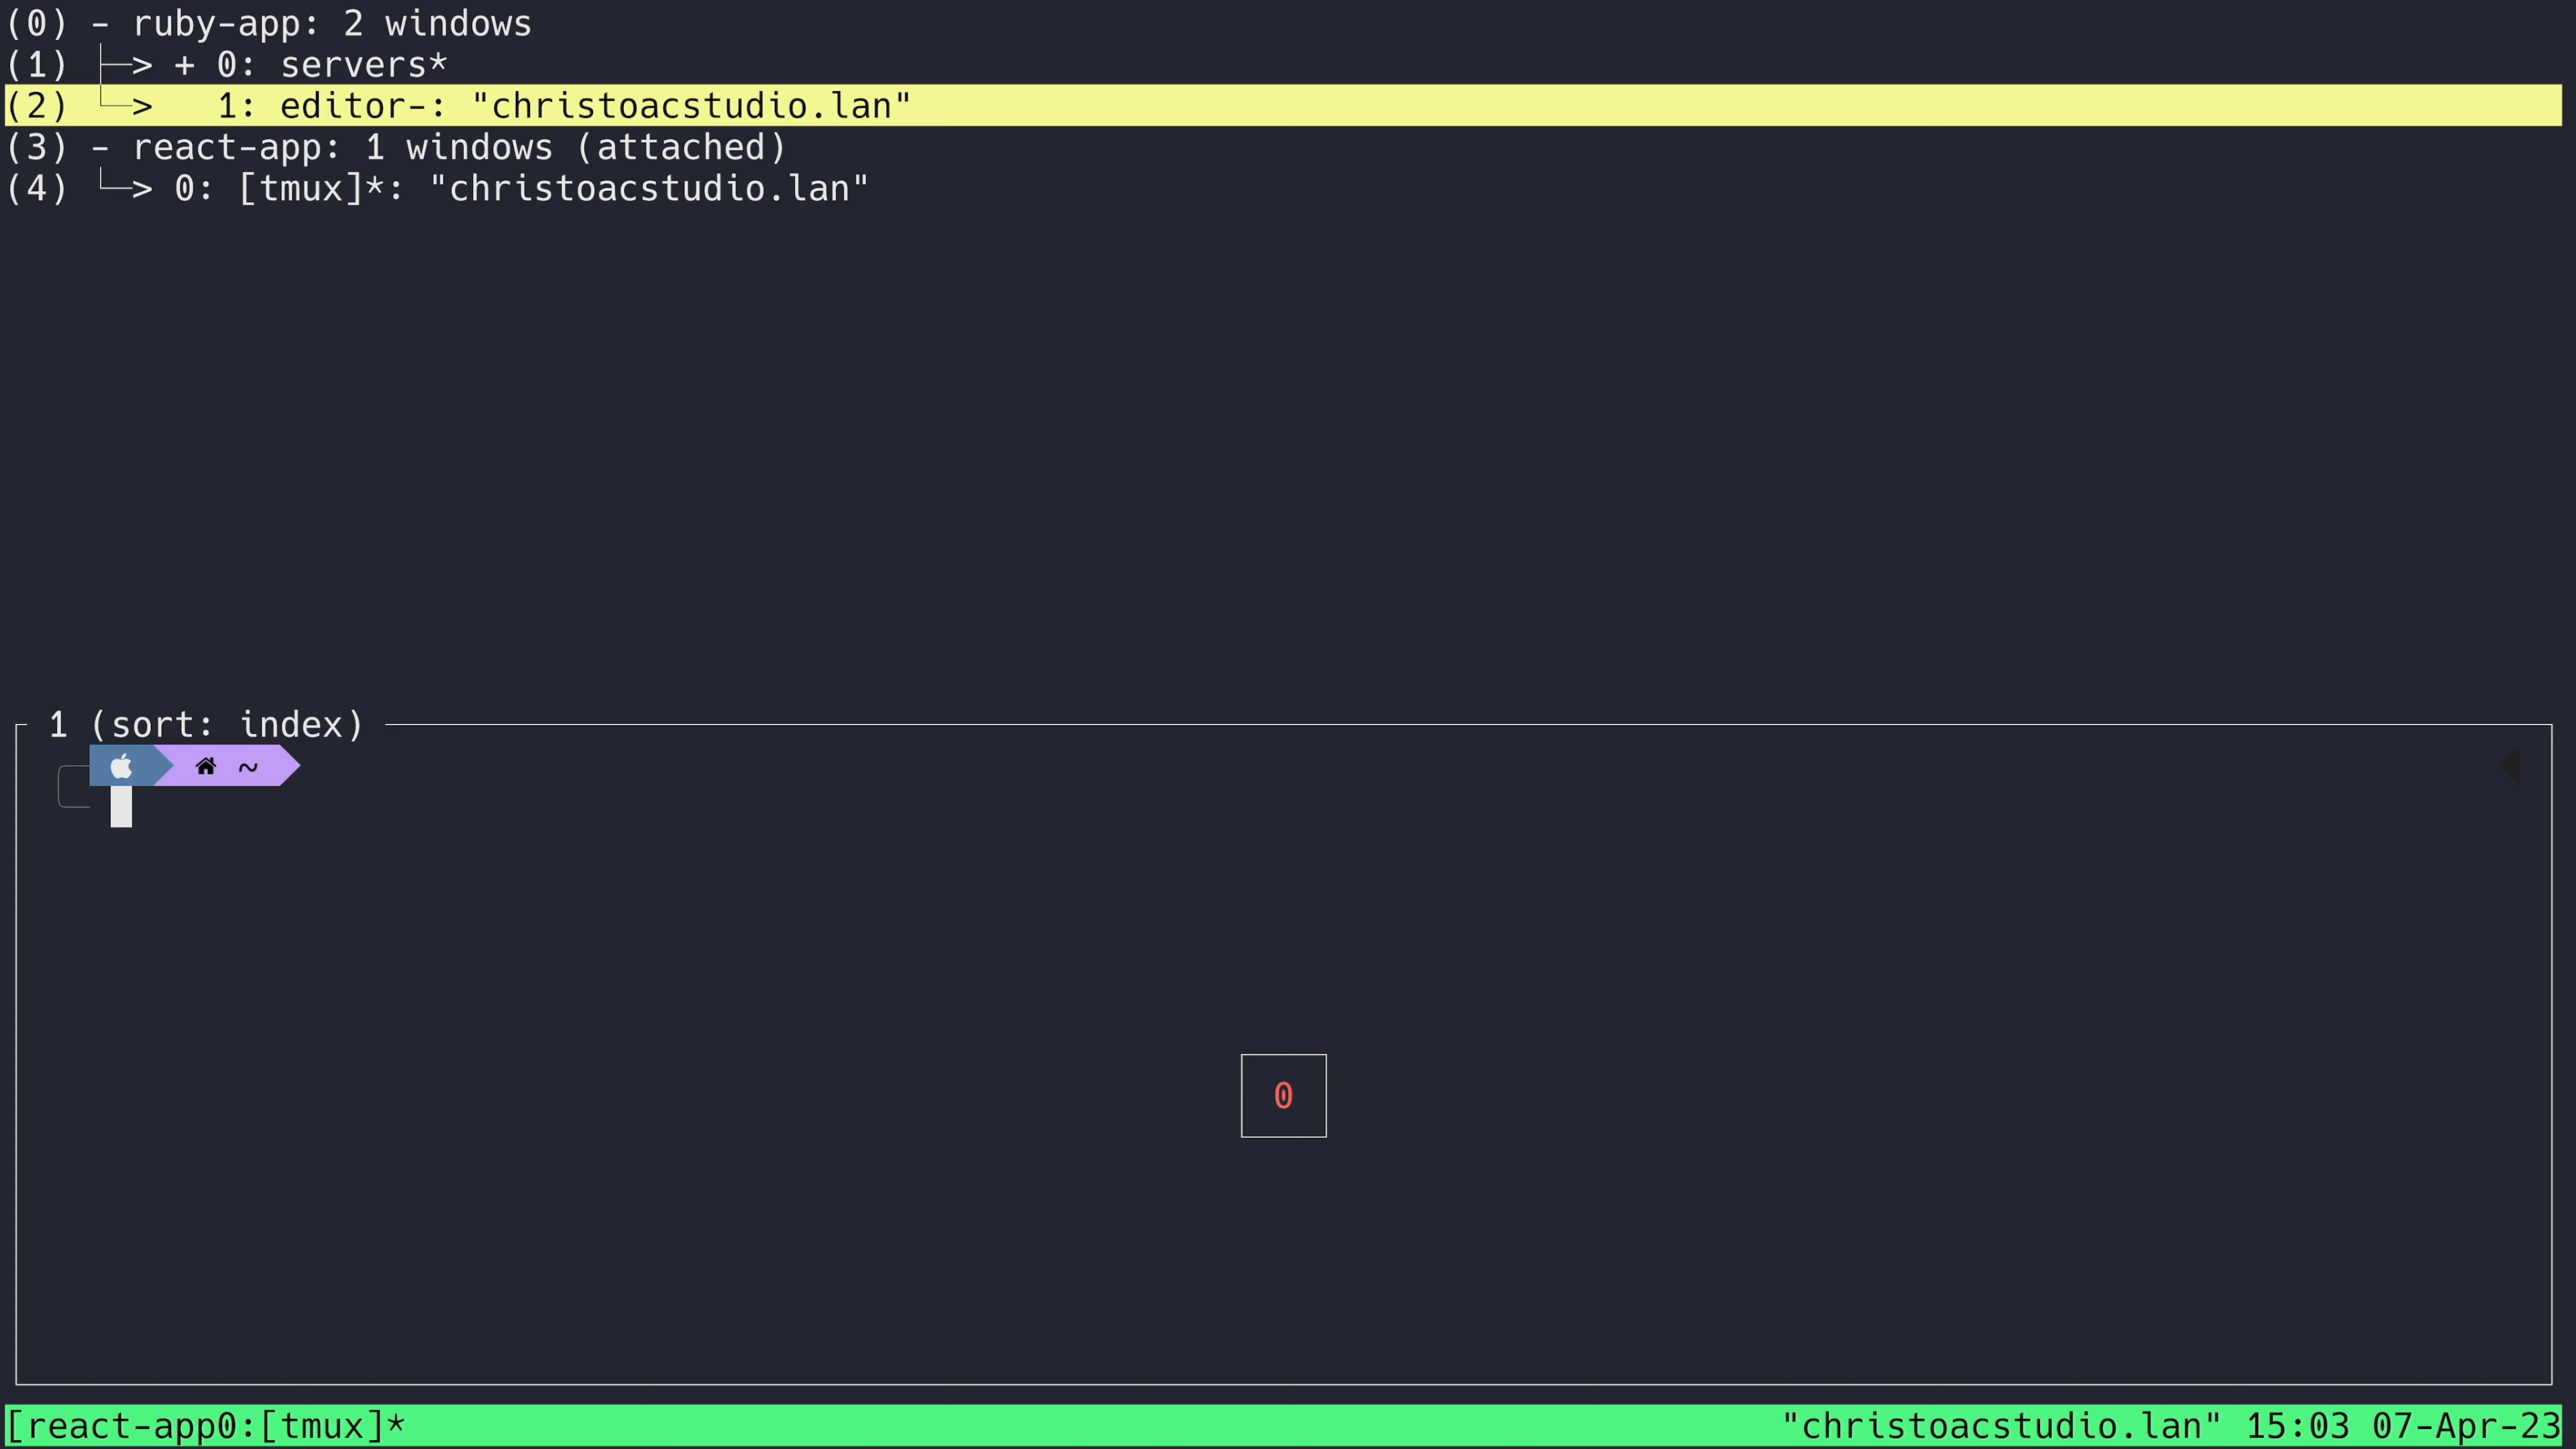 (0) - ruby-app: 2 windows
(1) ├─> + 0: servers*
(2) └─>   1: editor-: "christoacstudio.lan"
(3) - react-app: 1 windows (attached)
(4) └─> 0: [tmux]*: "christoacstudio.lan"
1 (sort: index)
~
0
[react-app0:[tmux]* "christoacstudio.lan" 15:03 07-Apr-23